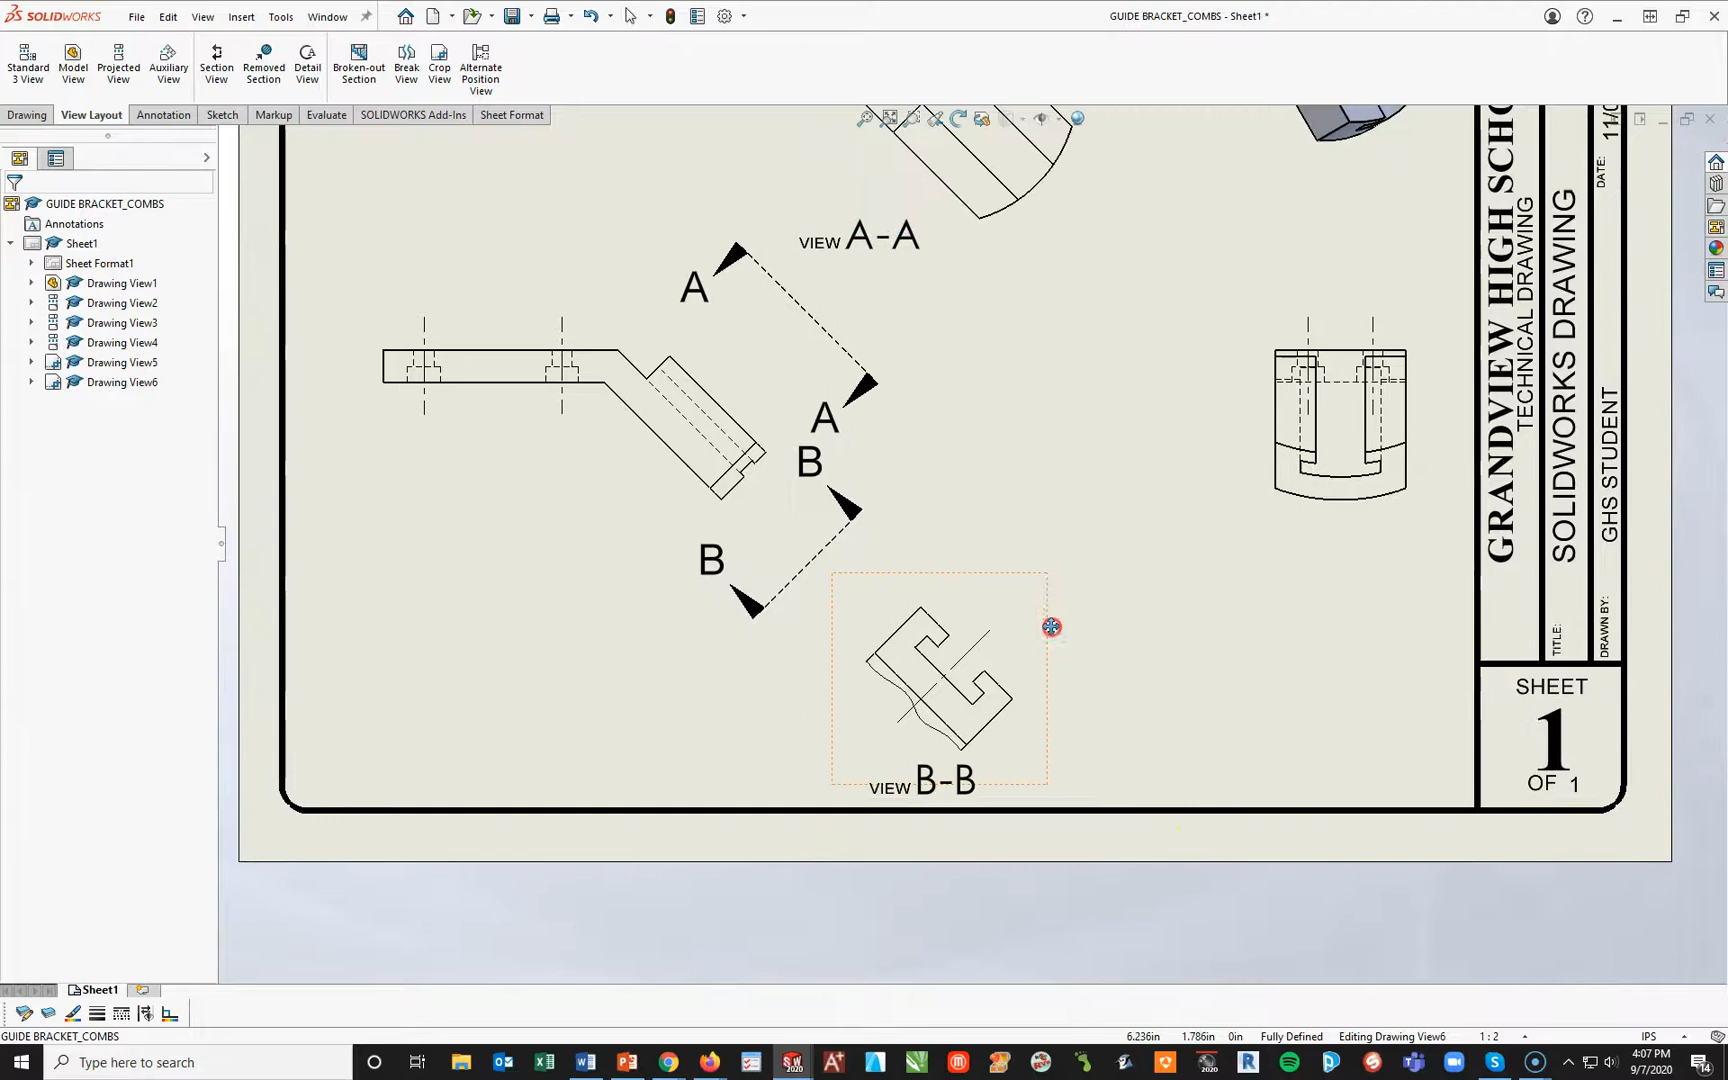 SOLIDWORKS File Edit View Insert Tools Window GUIDE BRACKET_COMBS - Sheet1 *
Standard 3 View
Model View
Projected View
Auxiliary View
Section View
Removed Section
Detail View
Broken-out Section
Break View
Crop View
Alternate Position View
Drawing View Layout Annotation Sketch Markup Evaluate SOLIDWORKS Add-Ins Sheet Format
GUIDE BRACKET_COMBS
Annotations
Sheet1
Sheet Format1
Drawing View1
Drawing View2
Drawing View3
Drawing View4
Drawing View5
Drawing View6
VIEW A-A
A
A
B
B
VIEW B-B
GRANDVIEW HIGH SCHO
TECHNICAL DRAWING
TITLE: SOLIDWORKS DRAWING
DRAWN BY: GHS STUDENT
DATE: 11/0
SHEET
1
OF 1
Sheet1
GUIDE BRACKET_COMBS 6.236in 1.786in 0in Fully Defined Editing Drawing View6 1 : 2 IPS
Type here to search
4:07 PM
9/7/2020